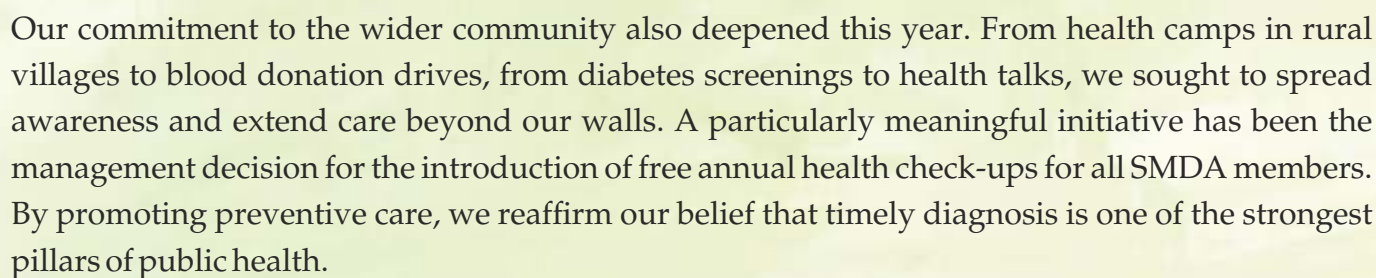 Our commitment to the wider community also deepened this year. From health camps in rural
villages to blood donation drives, from diabetes screenings to health talks, we sought to spread
awareness and extend care beyond our walls. A particularly meaningful initiative has been the
management decision for the introduction of free annual health check-ups for all SMDA members.
By promoting preventive care, we reaffirm our belief that timely diagnosis is one of the strongest
pillars of public health.